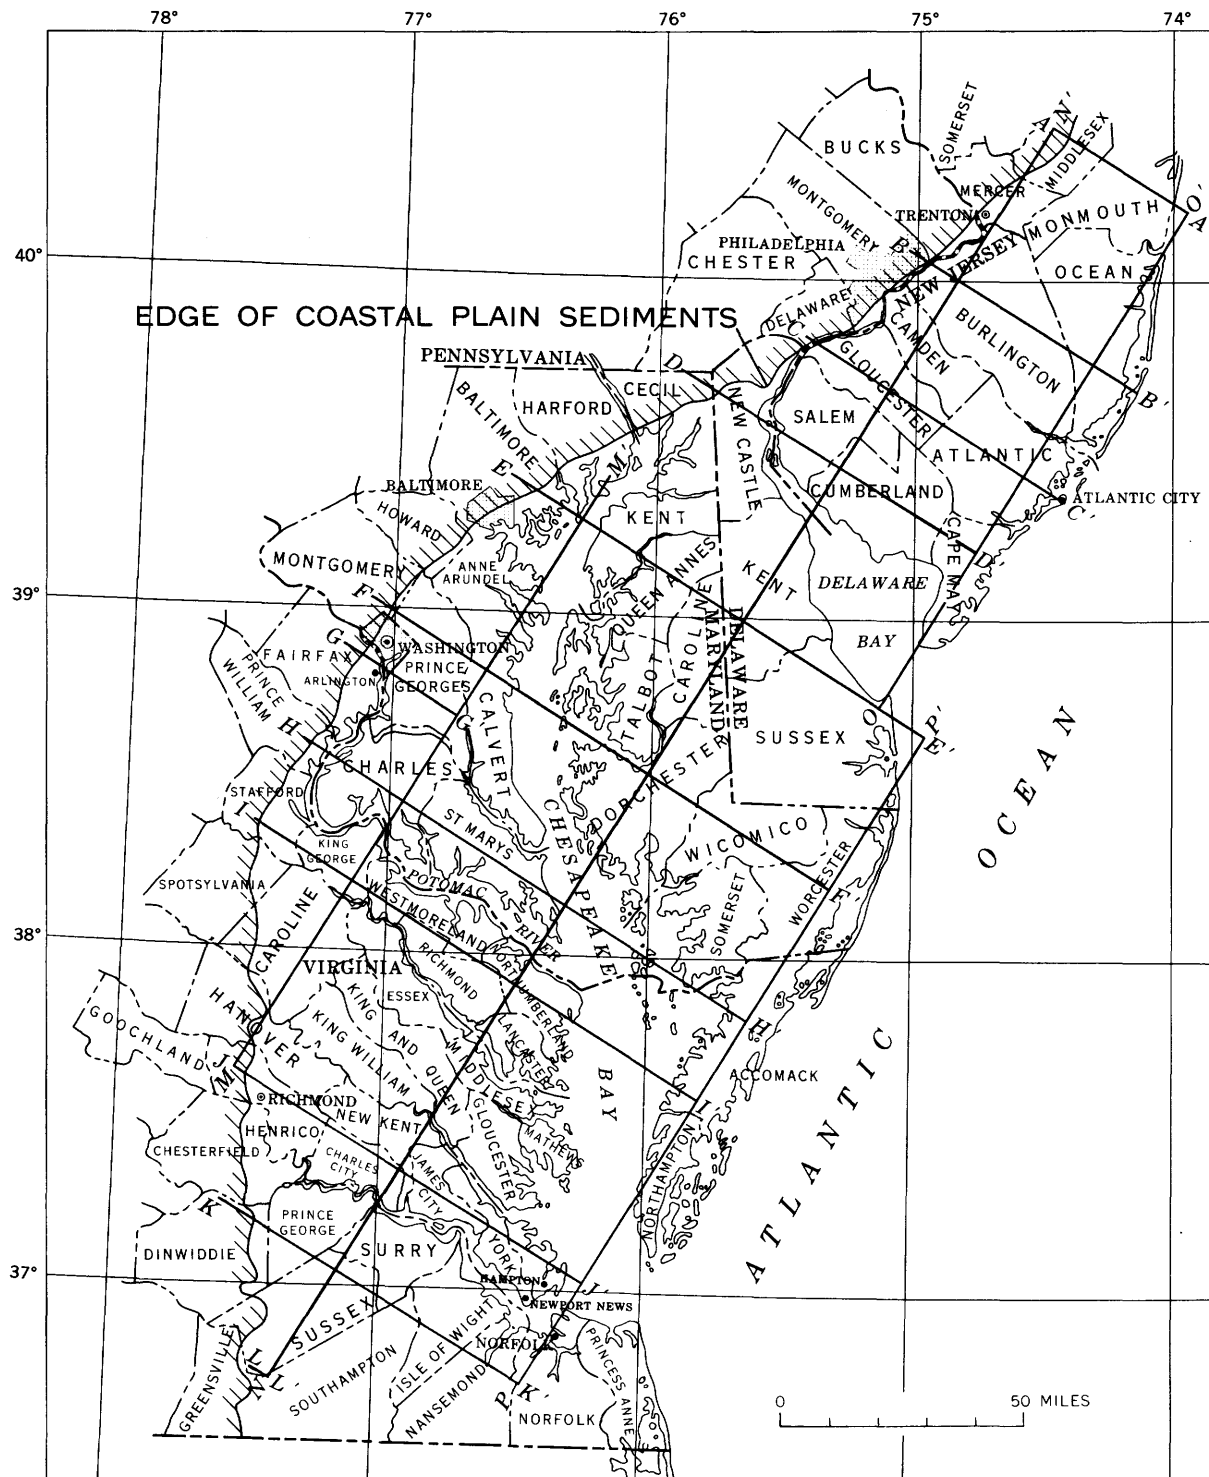 78°
77°
76°
75°
74°
SOMERSET
A
N'
MIDDLESEX
BUCKS
MERCER
MONTGOMERY
TRENTON
MONMOUTH
O'
A'
B
PHILADELPHIA
CHESTER
NEW JERSEY
40°
OCEAN
DELAWARE
C
EDGE OF COASTAL PLAIN SEDIMENTS
CAMDEN
BURLINGTON
PENNSYLVANIA
D
GLOUCESTER
CECIL
BALTIMORE
HARFORD
NEW CASTLE
SALEM
B'
ATLANTIC
E
M'
BALTIMORE
CUMBERLAND
ATLANTIC CITY
C'
HOWARD
KENT
CAPE MAY
D'
MONTGOMERY
ANNE
ARUNDEL
QUEEN ANNES
KENT
DELAWARE
39°
F
CAROLINE
MARYLAND
DELAWARE
BAY
G
WASHINGTON
FAIRFAX
PRINCE
GEORGES
ARLINGTON
PRINCE
WILLIAM
TALBOT
CALVERT
G'
O
P'
E'
H
SUSSEX
OCEAN
CHARLES
DORCHESTER
STAFFORD
I
ST MARYS
CHESAPEAKE
WICOMICO
KING
GEORGE
WORCESTER
POTOMAC
RIVER
SPOTSYLVANIA
WESTMORELAND
F'
SOMERSET
CAROLINE
38°
VIRGINIA
RICHMOND
NORTHUMBERLAND
ESSEX
HANOVER
KING AND QUEEN
GOOCHLAND
KING WILLIAM
LANCASTER
H'
J
M
MIDDLESEX
BAY
ACCOMACK
ATLANTIC
RICHMOND
I'
NEW KENT
HENRICO
GLOUCESTER
MATHEWS
CHESTERFIELD
CHARLES
CITY
JAMES
CITY
NORTHAMPTON
K
PRINCE
GEORGE
SURRY
DINWIDDIE
YORK
37°
HAMPTON
J'
NEWPORT NEWS
SUSSEX
ISLE OF WIGHT
NORFOLK
PRINCESS ANNE
GREENSVILLE
L
N
L'
SOUTHAMPTON
NANSEMOND
P
K'
NORFOLK
0
50 MILES